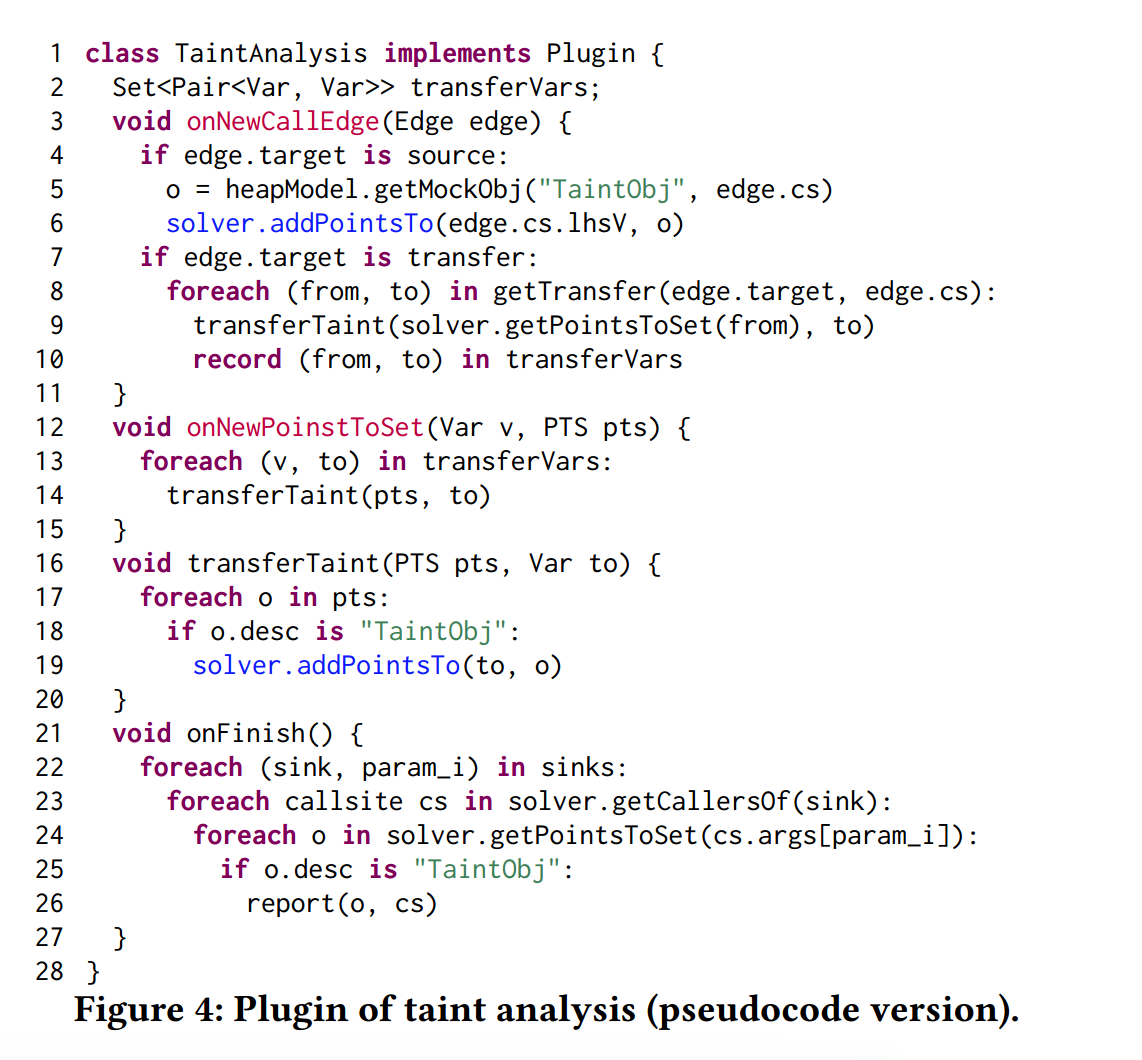 1 class TaintAnalysis implements Plugin {
2   Set<Pair<Var, Var>> transferVars;
3   void onNewCallEdge(Edge edge) {
4     if edge.target is source:
5       o = heapModel.getMockObj("TaintObj", edge.cs)
6       solver.addPointsTo(edge.cs.lhsV, o)
7     if edge.target is transfer:
8       foreach (from, to) in getTransfer(edge.target, edge.cs):
9         transferTaint(solver.getPointsToSet(from), to)
10         record (from, to) in transferVars
11   }
12   void onNewPoinstToSet(Var v, PTS pts) {
13     foreach (v, to) in transferVars:
14       transferTaint(pts, to)
15   }
16   void transferTaint(PTS pts, Var to) {
17     foreach o in pts:
18       if o.desc is "TaintObj":
19         solver.addPointsTo(to, o)
20   }
21   void onFinish() {
22     foreach (sink, param_i) in sinks:
23       foreach callsite cs in solver.getCallersOf(sink):
24         foreach o in solver.getPointsToSet(cs.args[param_i]):
25           if o.desc is "TaintObj":
26             report(o, cs)
27   }
28 }
Figure 4: Plugin of taint analysis (pseudocode version).